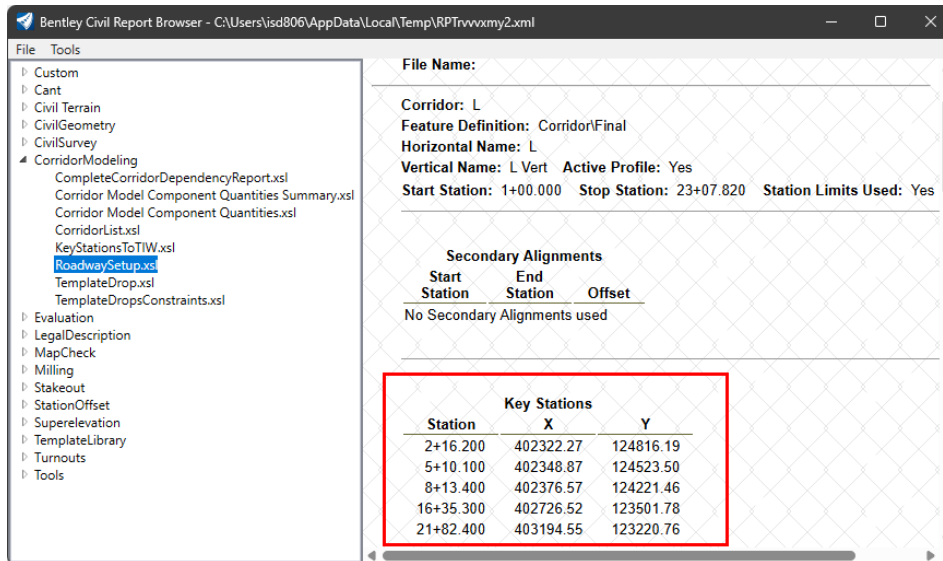 Bentley Civil Report Browser - C:\Users\isd806\AppData\Local\Temp\RPTrvvvxmy2.xml
File Tools
Custom
Cant
Civil Terrain
CivilGeometry
CivilSurvey
CorridorModeling
CompleteCorridorDependencyReport.xsl
Corridor Model Component Quantities Summary.xsl
Corridor Model Component Quantities.xsl
CorridorList.xsl
KeyStationsToTIW.xsl
RoadwaySetup.xsl
TemplateDrop.xsl
TemplateDropsConstraints.xsl
Evaluation
LegalDescription
MapCheck
Milling
Stakeout
StationOffset
Superelevation
TemplateLibrary
Turnouts
Tools
File Name:
Corridor: L
Feature Definition: Corridor\Final
Horizontal Name: L
Vertical Name: L Vert Active Profile: Yes
Start Station: 1+00.000 Stop Station: 23+07.820 Station Limits Used: Yes
Secondary Alignments
Start Station End Station Offset
No Secondary Alignments used
Key Stations
Station X Y
2+16.200 402322.27 124816.19
5+10.100 402348.87 124523.50
8+13.400 402376.57 124221.46
16+35.300 402726.52 123501.78
21+82.400 403194.55 123220.76